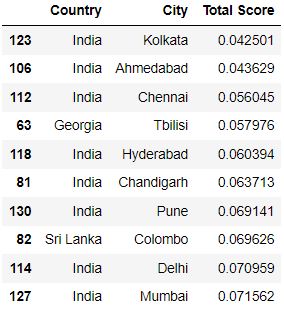 Country City Total Score
123 India Kolkata 0.042501
106 India Ahmedabad 0.043629
112 India Chennai 0.056045
63 Georgia Tbilisi 0.057976
118 India Hyderabad 0.060394
81 India Chandigarh 0.063713
130 India Pune 0.069141
82 Sri Lanka Colombo 0.069626
114 India Delhi 0.070959
127 India Mumbai 0.071562